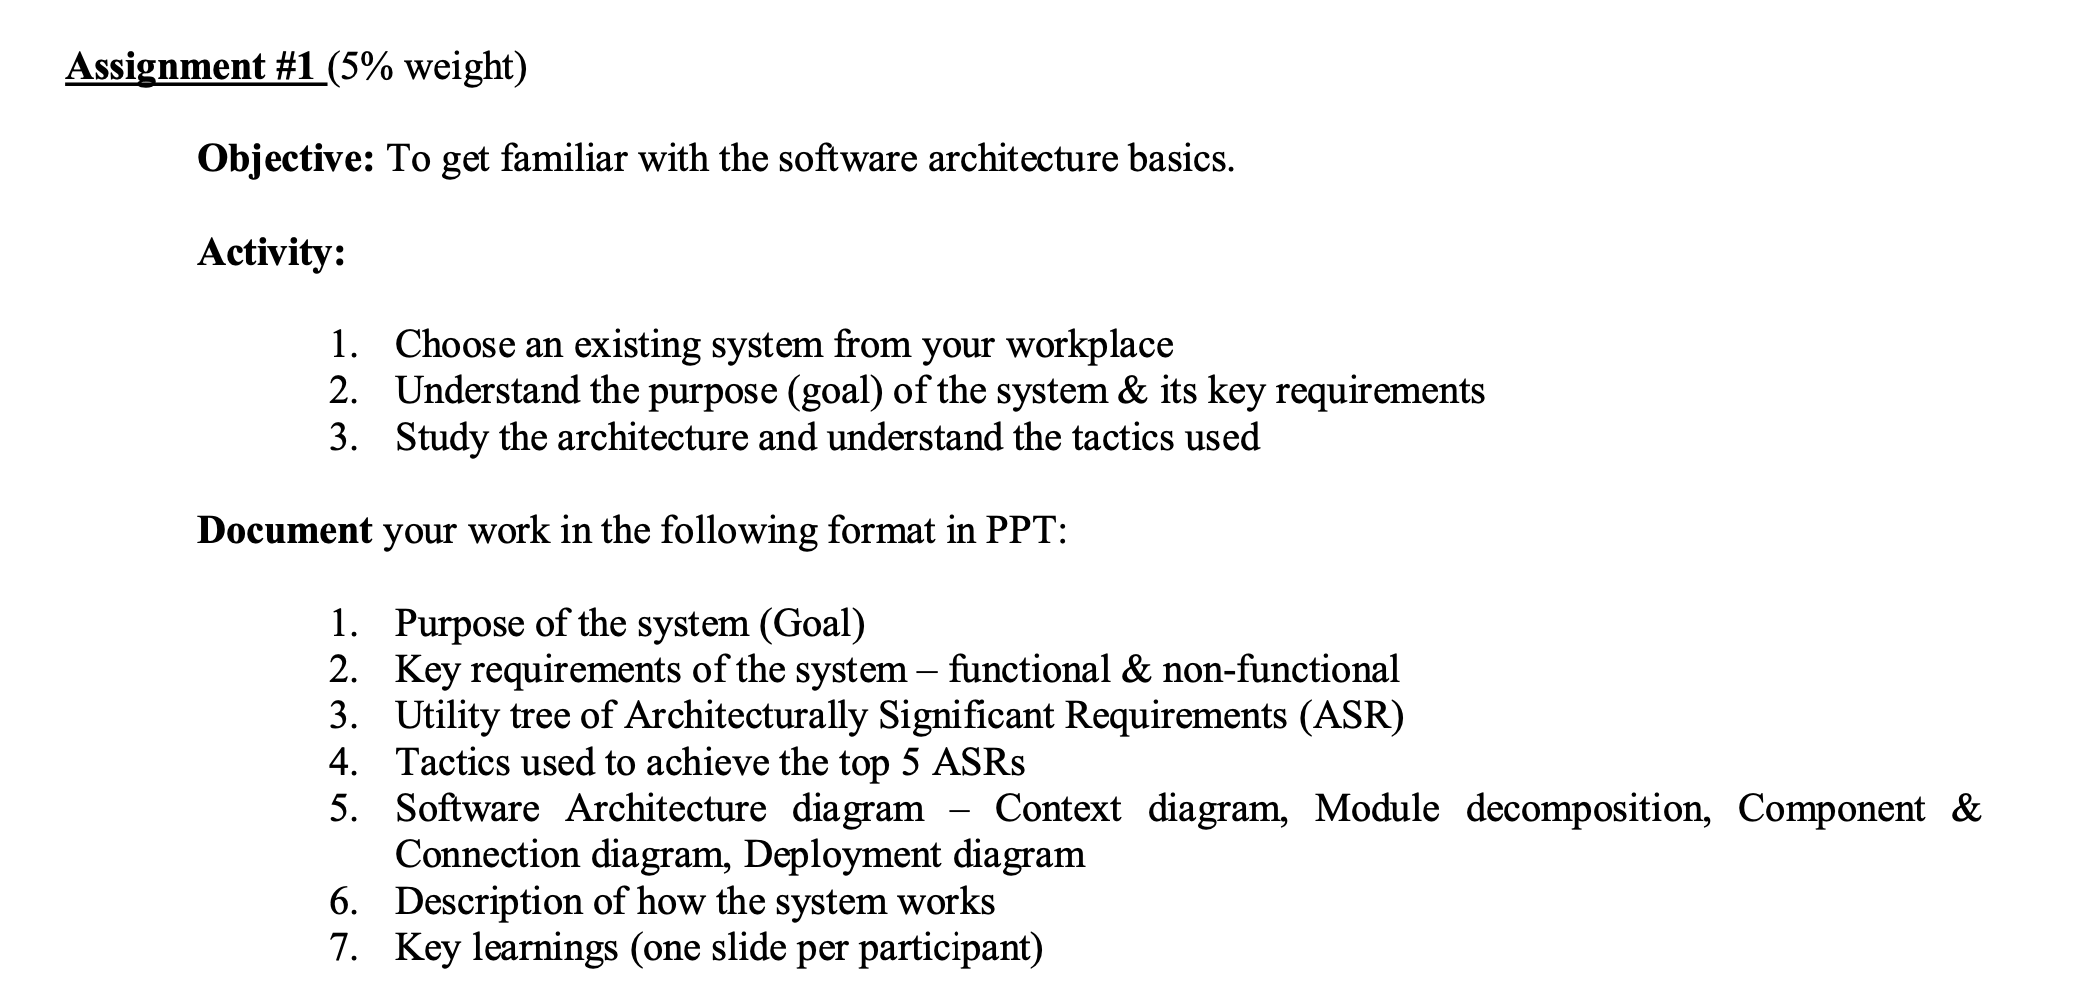 Assignment #1 (5% weight)
Objective: To get familiar with the software architecture basics.
Activity:
1. Choose an existing system from your workplace
2. Understand the purpose (goal) of the system & its key requirements
3. Study the architecture and understand the tactics used
Document your work in the following format in PPT:
1. Purpose of the system (Goal)
2. Key requirements of the system – functional & non-functional
3. Utility tree of Architecturally Significant Requirements (ASR)
4. Tactics used to achieve the top 5 ASRs
5. Software Architecture diagram – Context diagram, Module decomposition, Component &
Connection diagram, Deployment diagram
6. Description of how the system works
7. Key learnings (one slide per participant)